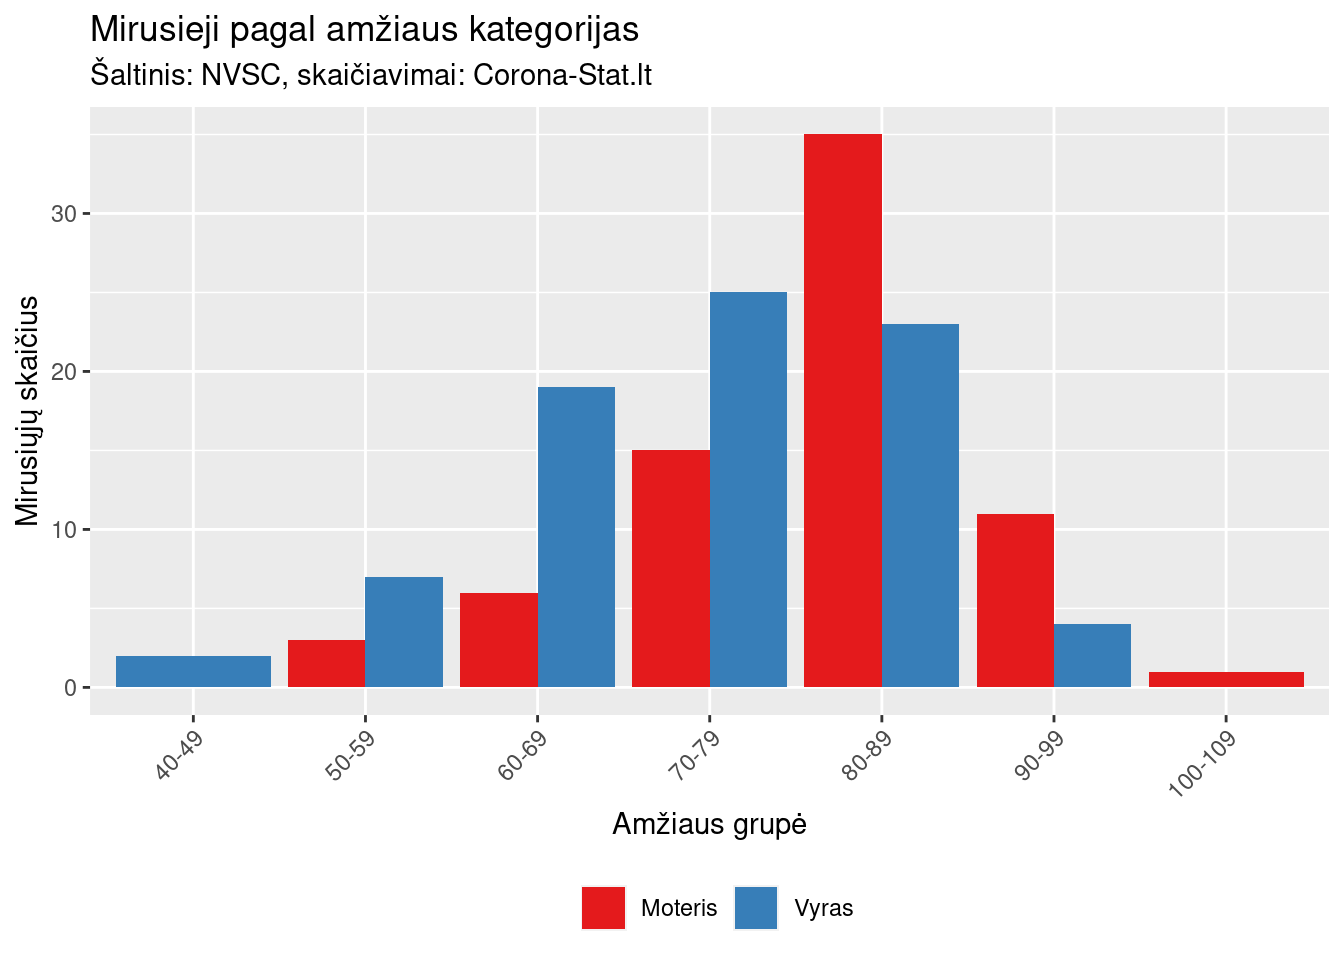 Mirusieji pagal amžiaus kategorijas
Šaltinis: NVSC, skaičiavimai: Corona-Stat.lt
Mirusiųjų skaičius
30
20
10
0
40-49
50-59
60-69
70-79
80-89
90-99
100-109
Amžiaus grupė
Moteris
Vyras